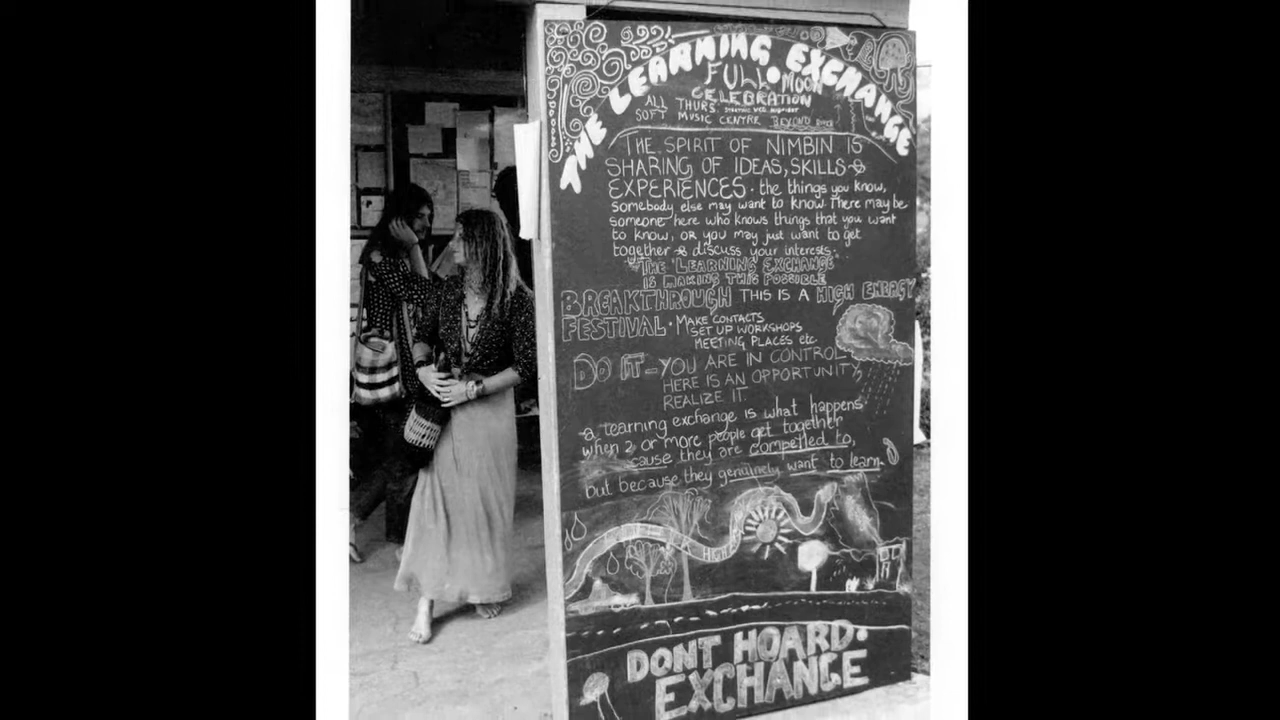 THE LEARNING EXCHANGE
FULL MOON
CELEBRATION
ALL THURS.
SOFT MUSIC CENTRE BEYOND
THE SPIRIT OF NIMBIN IS
SHARING OF IDEAS, SKILLS &
EXPERIENCES. the things you know,
somebody else may want to know There may be
someone here who knows things that you want
to know, or you may just want to get
together & discuss your interests.
THE LEARNING EXCHANGE
IS MAKING THIS POSSIBLE
BREAKTHROUGH THIS IS A HIGH ENERGY
FESTIVAL. MAKE CONTACTS
SET UP WORKSHOPS
MEETING PLACES etc
DO IT - YOU ARE IN CONTROL
HERE IS AN OPPORTUNITY,
REALIZE IT.
a learning exchange is what happens
when 2 or more people get together
cause they are compelled to,
but because they genuinely want to learn.
DONT HOARD.
EXCHANGE